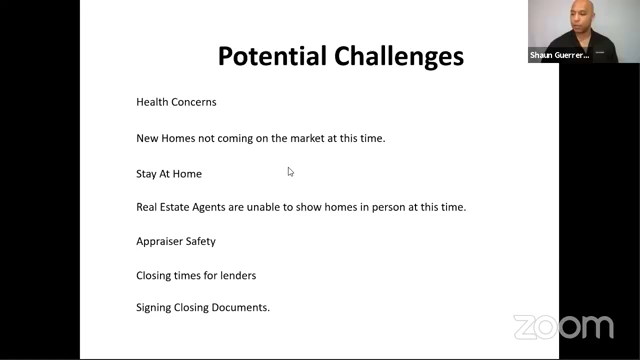 Potential Challenges
Shaun Guerrer...
Health Concerns
New Homes not coming on the market at this time.
Stay At Home
Real Estate Agents are unable to show homes in person at this time.
Appraiser Safety
Closing times for lenders
Signing Closing Documents.
zoom